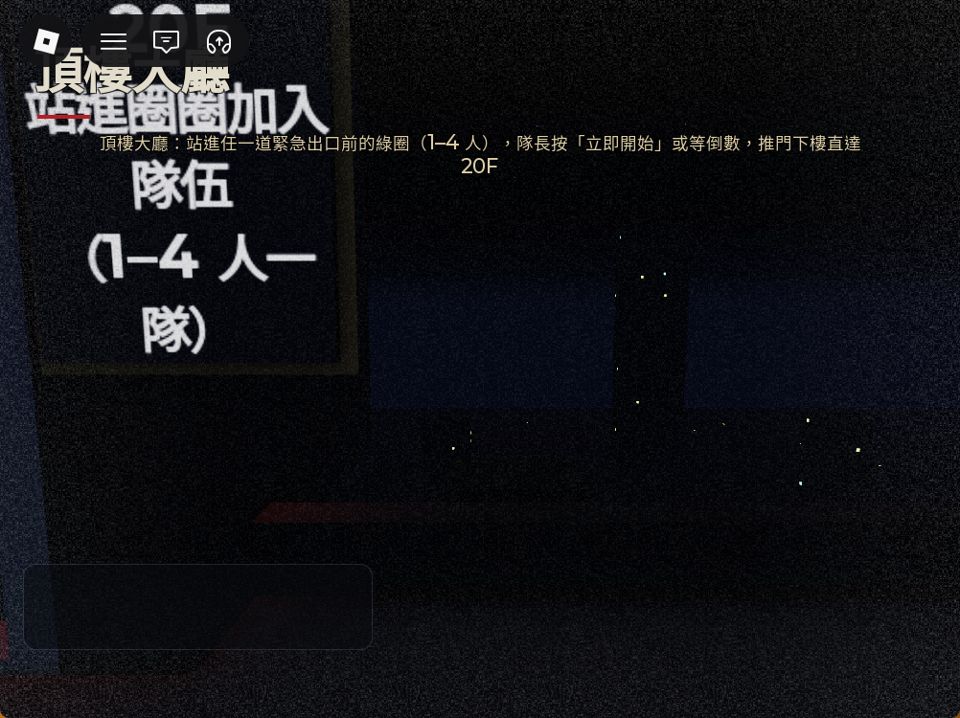 20F
頂樓大廳
站進圈圈加入
隊伍
（1–4 人一
隊）
頂樓大廳：站進任一道緊急出口前的綠圈（1–4 人），隊長按「立即開始」或等倒數，推門下樓直達
20F